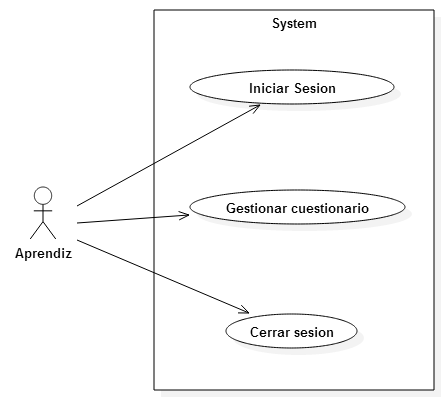 System
Iniciar Sesion
Gestionar cuestionario
Aprendiz
Cerrar sesion